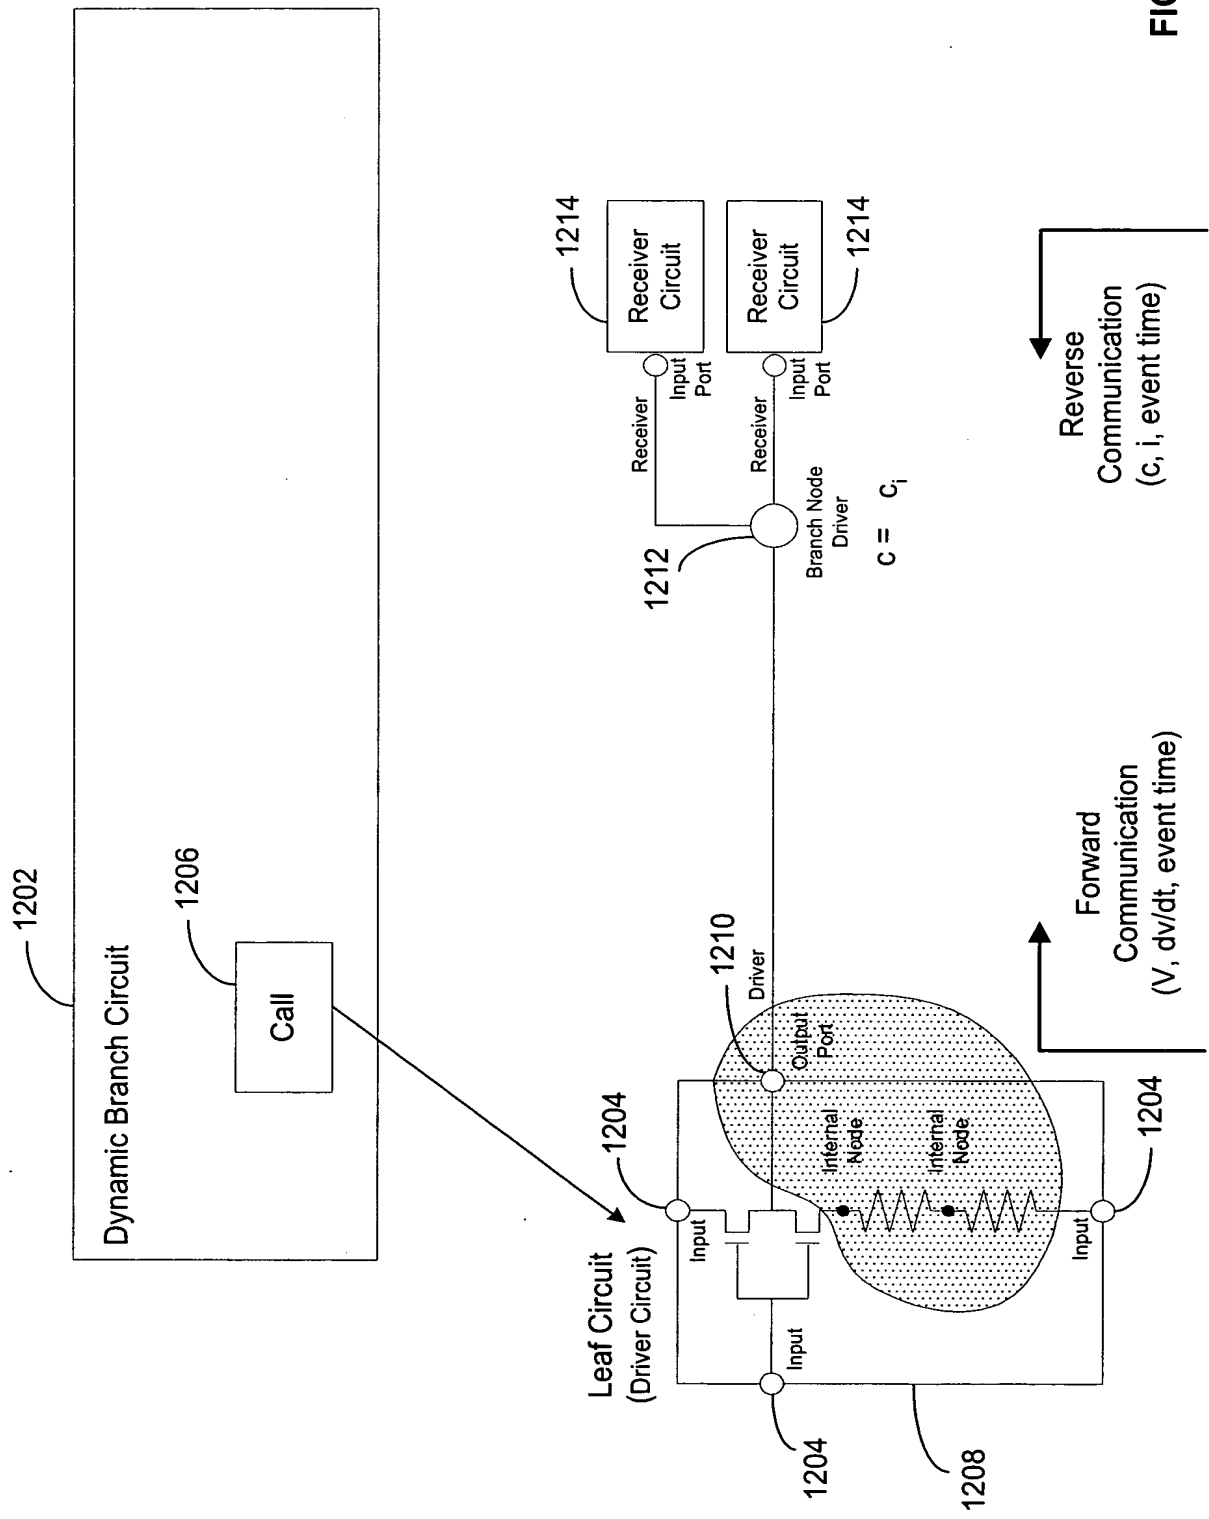 1202
Dynamic Branch Circuit
1206
Call
Leaf Circuit
(Driver Circuit)
1204
Input
1204
Input
1208
Internal
Node
Internal
Node
Input
1204
Output
Port
1210
Driver
1212
Branch Node
Driver
c = cᵢ
Receiver
Receiver
Input
Port
Input
Port
Receiver
Circuit
1214
Receiver
Circuit
1214
Forward
Communication
(V, dv/dt, event time)
Reverse
Communication
(c, i, event time)